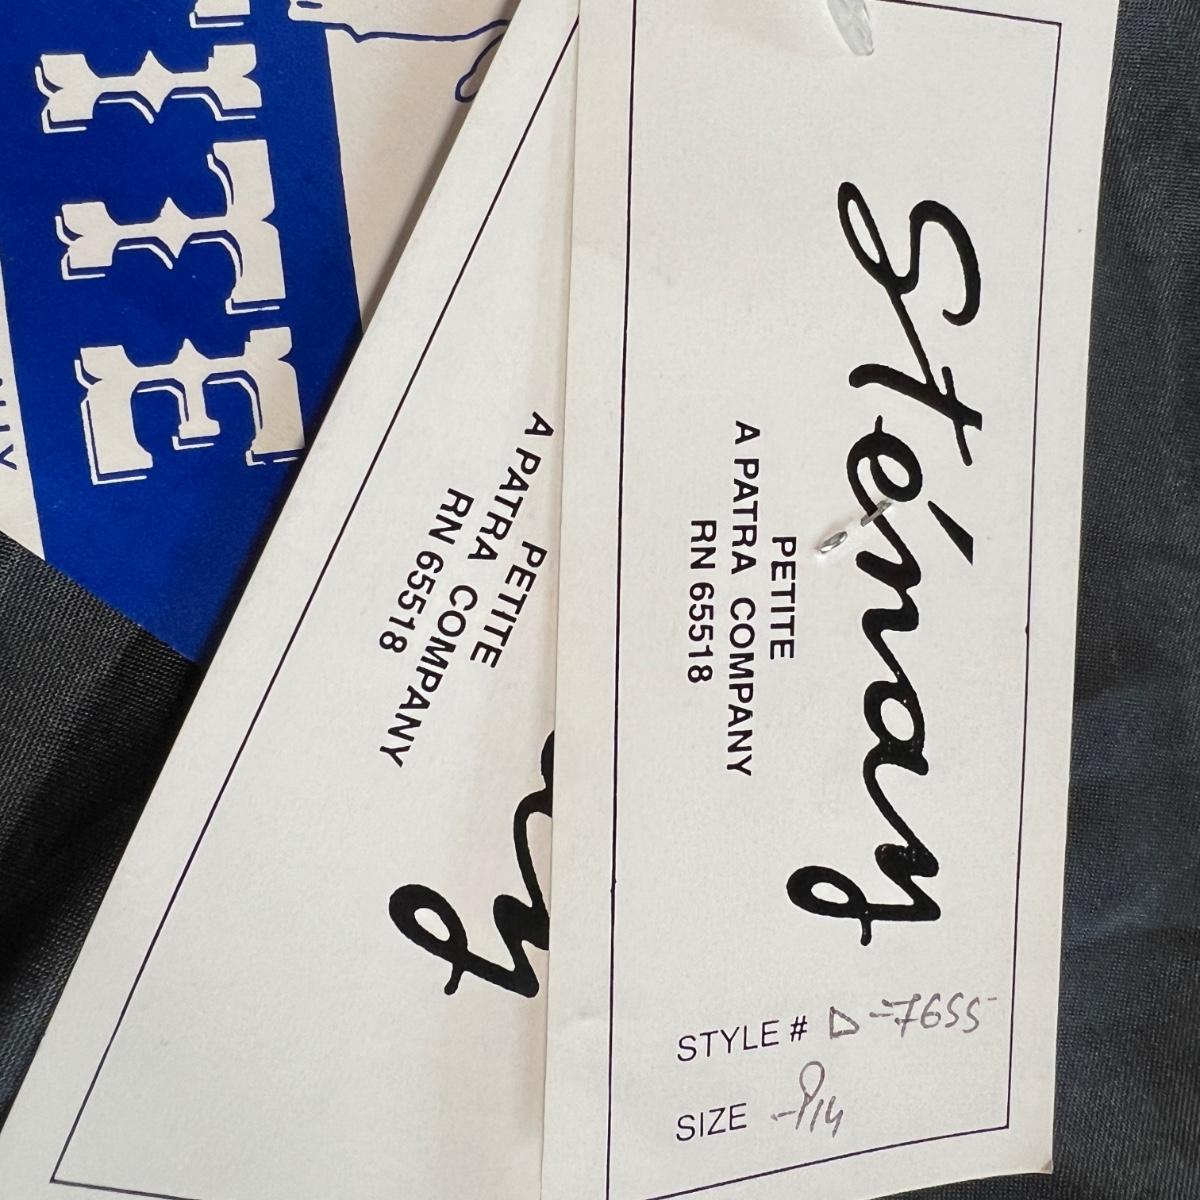 Sténay
PETITE
A PATRA COMPANY
RN 65518
STYLE # D-7655
SIZE -P14
PETITE
A PATRA COMPANY
RN 65518